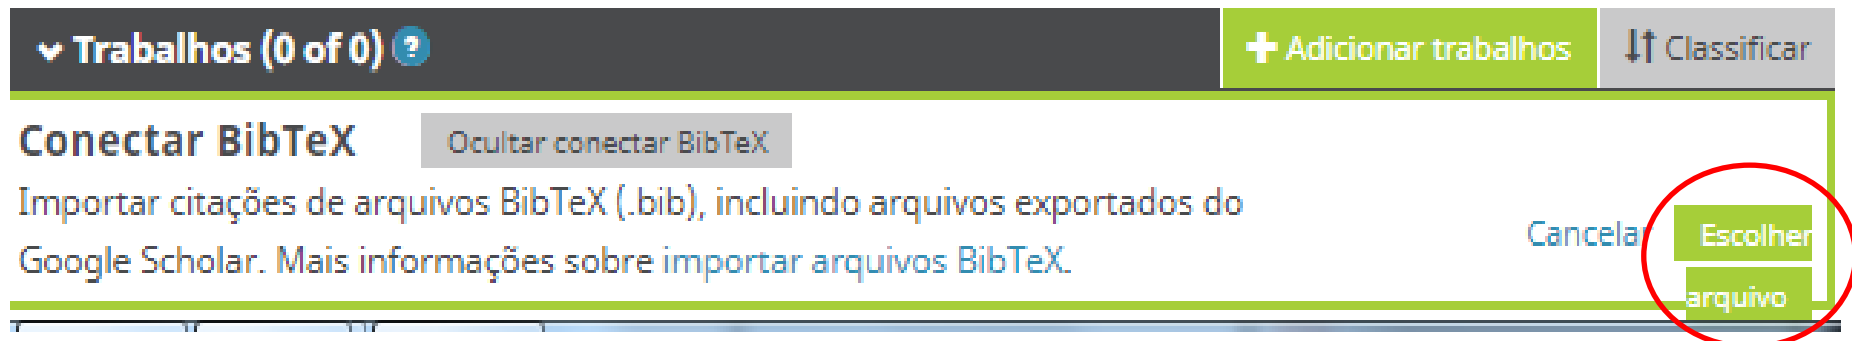 Trabalhos (0 of 0) ?
Adicionar trabalhos
Classificar
Conectar BibTeX
Ocultar conectar BibTeX
Importar citações de arquivos BibTeX (.bib), incluindo arquivos exportados do
Google Scholar. Mais informações sobre importar arquivos BibTeX.
Cancelar
Escolher
arquivo